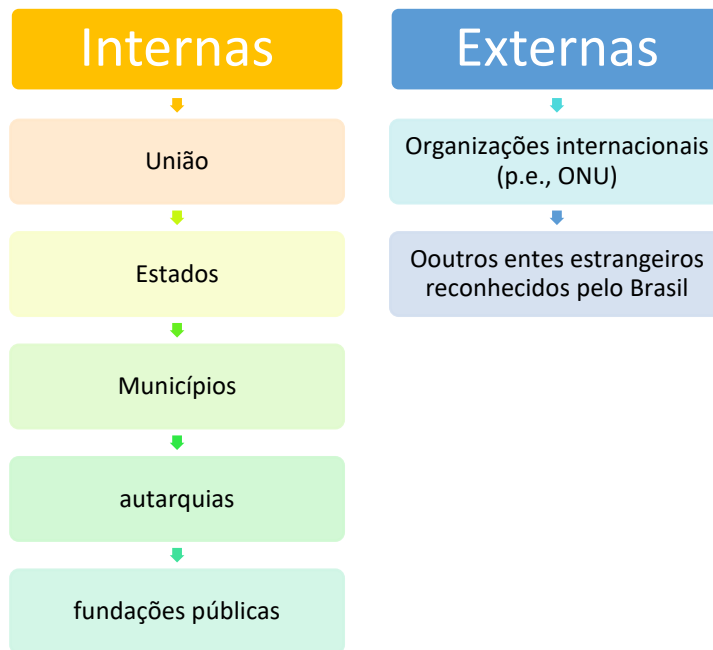 Internas
União
Estados
Municípios
autarquias
fundações públicas
Externas
Organizações internacionais
(p.e., ONU)
Ooutros entes estrangeiros
reconhecidos pelo Brasil